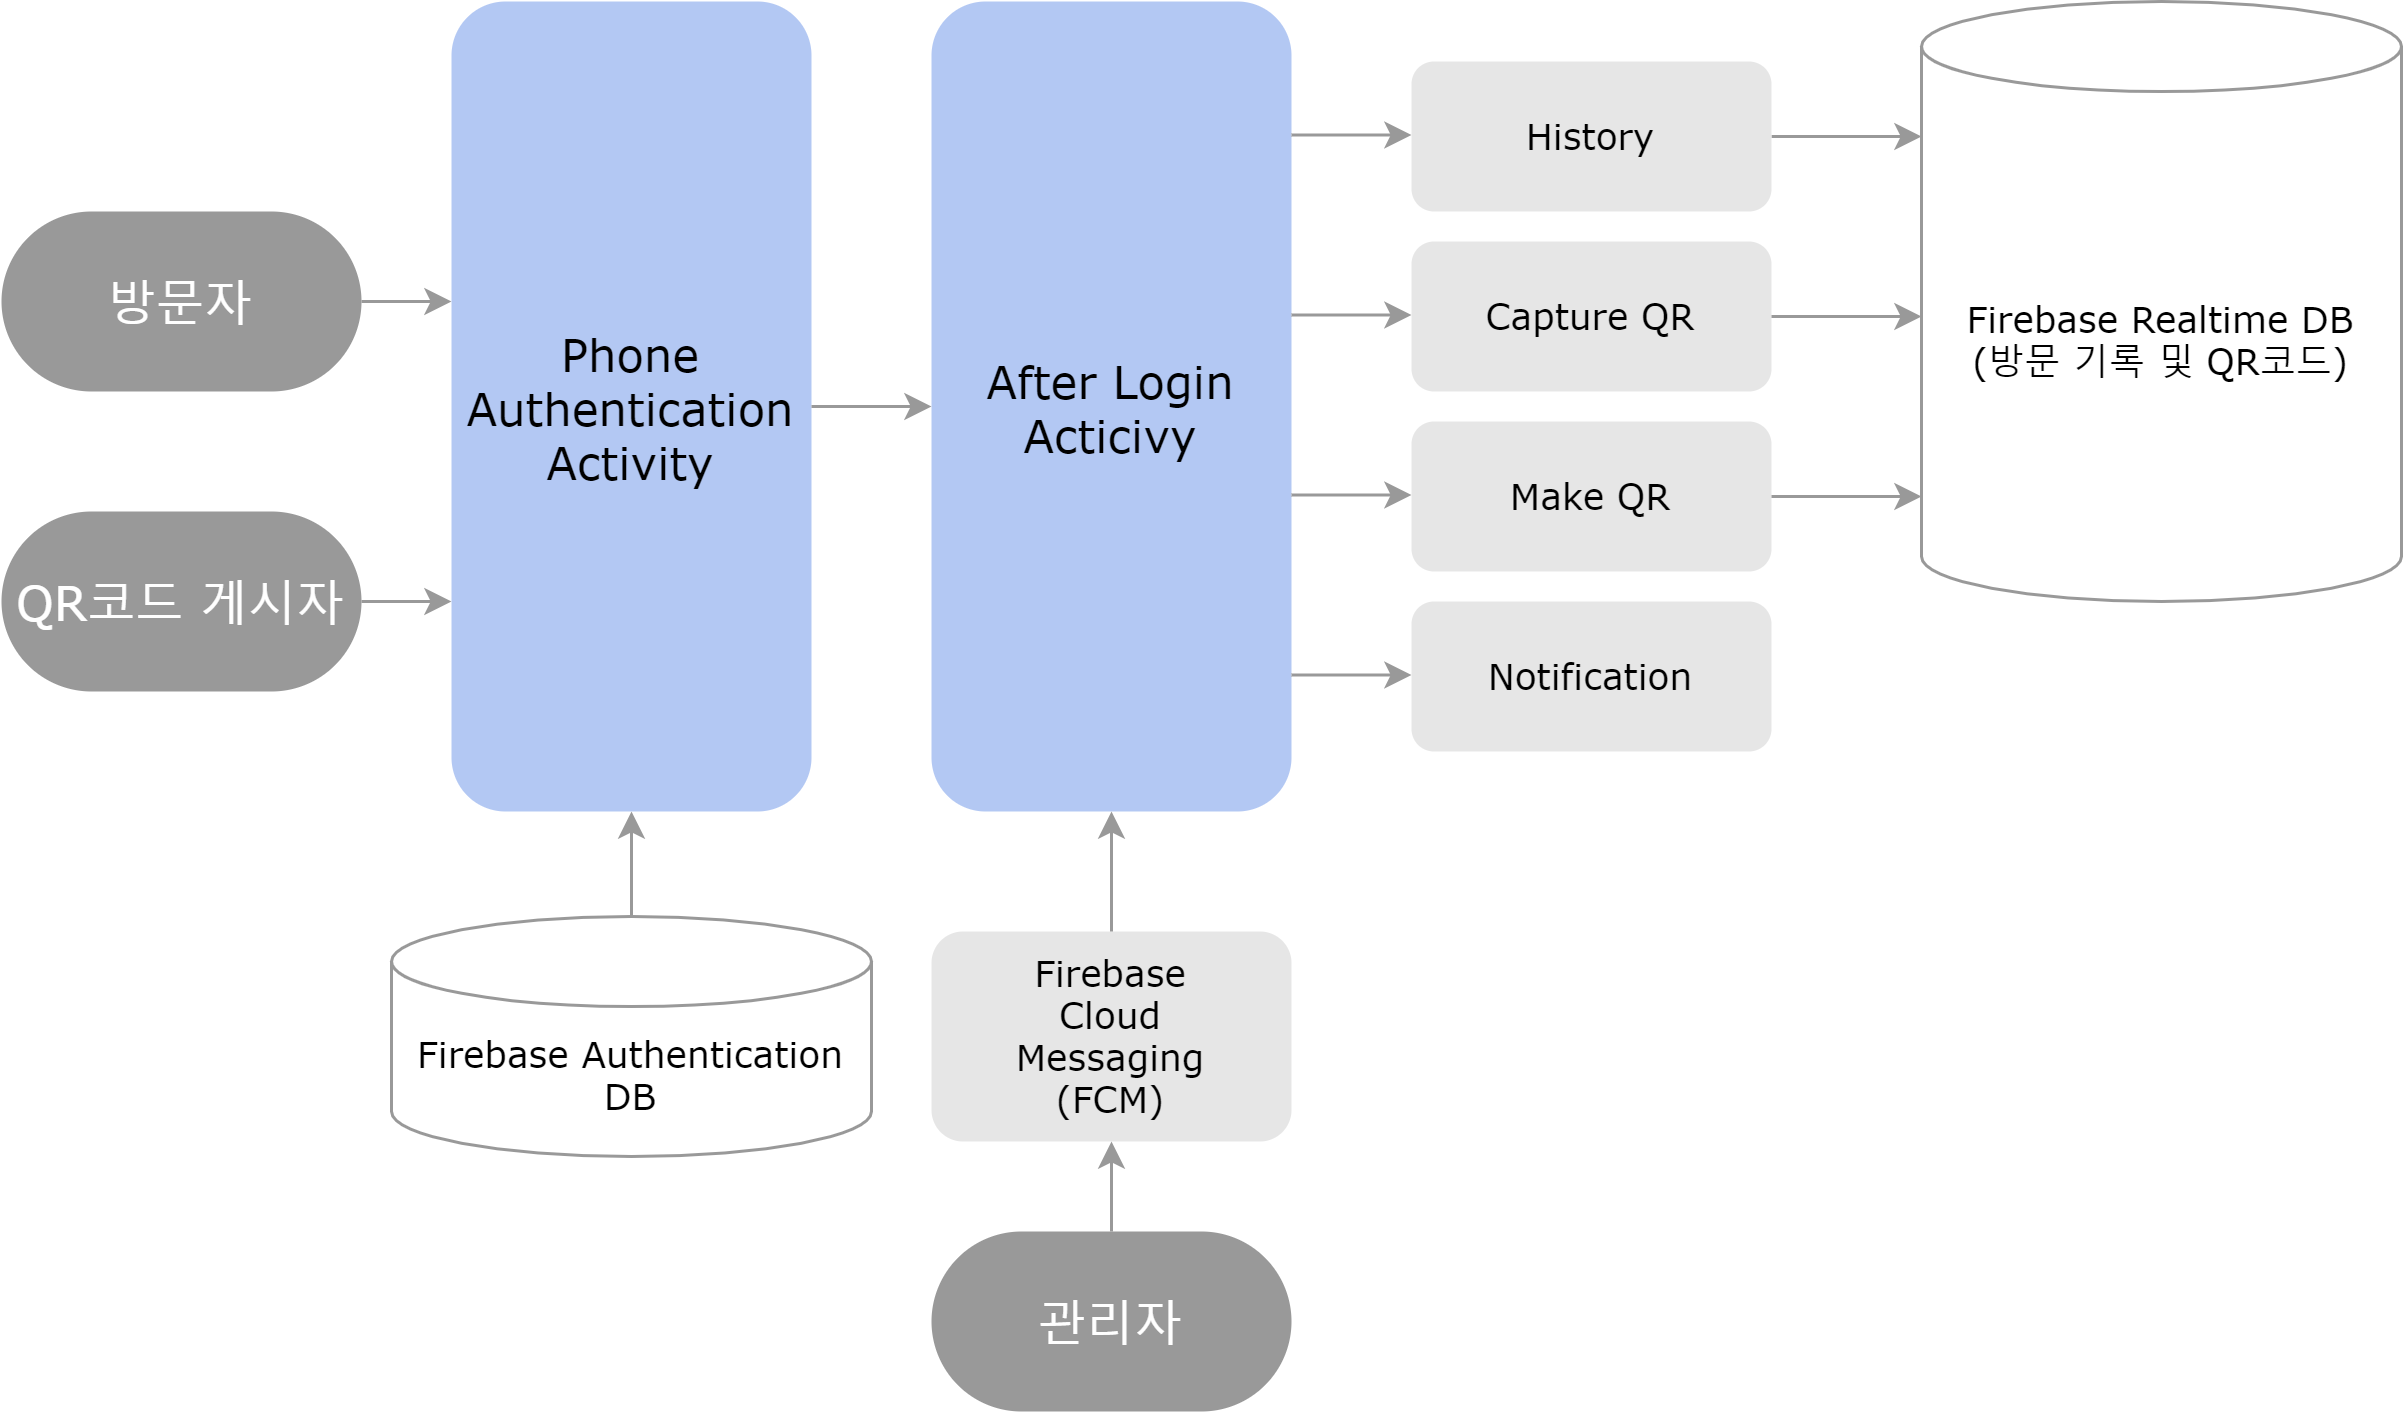 방문자
QR코드 게시자
Phone
Authentication
Activity
After Login
Acticivy
History
Capture QR
Make QR
Notification
Firebase Realtime DB
(방문 기록 및 QR코드)
Firebase Authentication
DB
Firebase
Cloud
Messaging
(FCM)
관리자